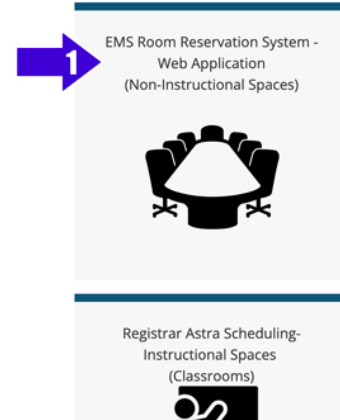 EMS Room Reservation System -
1
Web Application
(Non-Instructional Spaces)
Registrar Astra Scheduling-
Instructional Spaces
(Classrooms)